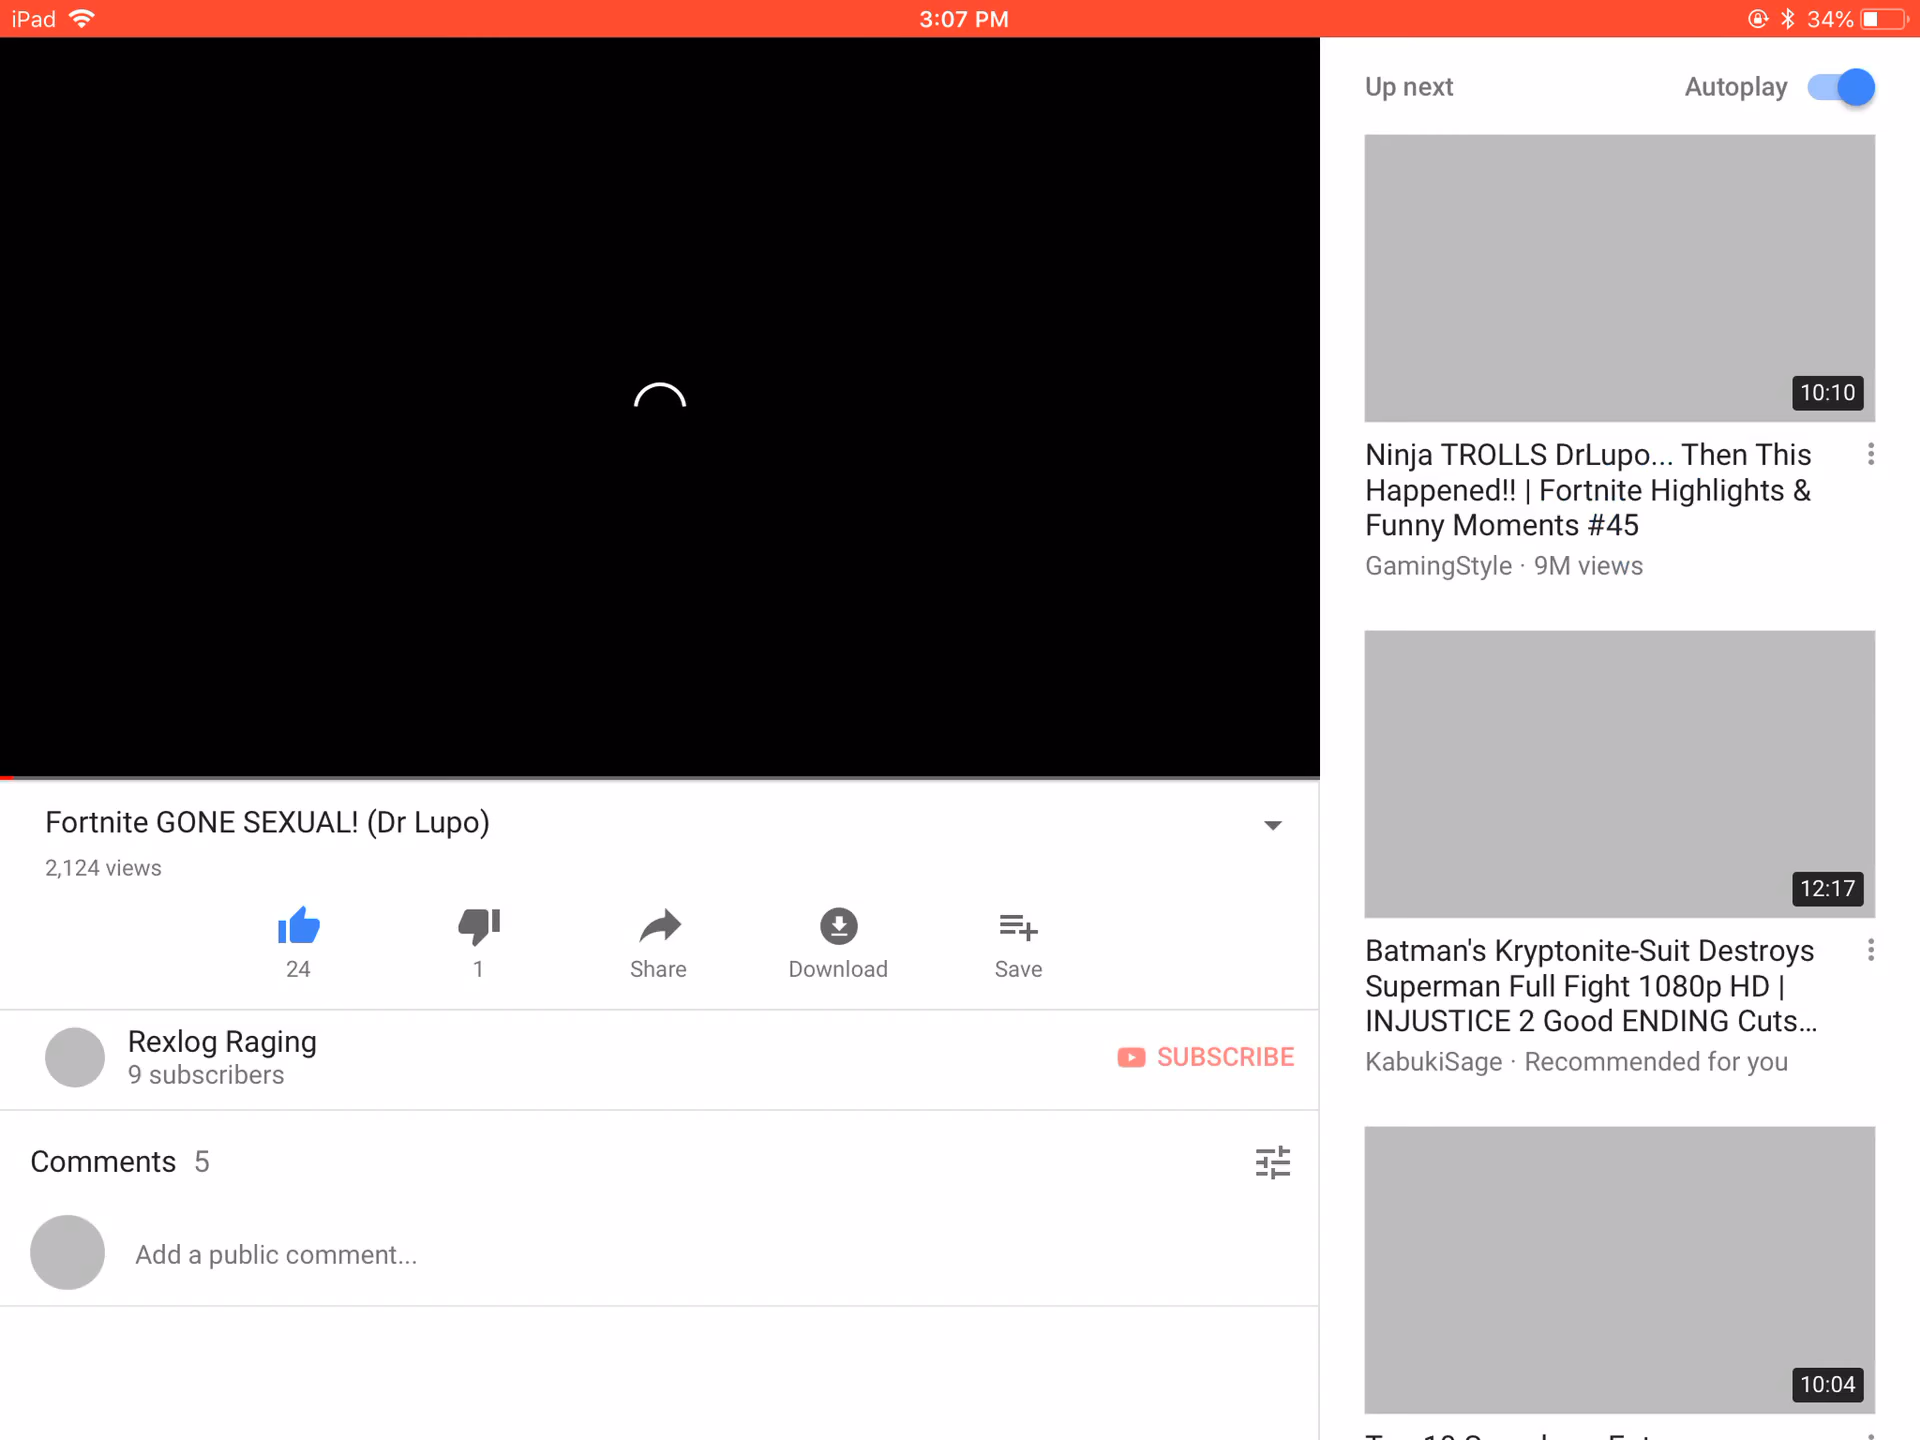 iPad
3:07 PM
34%
Up next
Autoplay
10:10
Ninja TROLLS DrLupo... Then This
Happened!! | Fortnite Highlights &
Funny Moments #45
GamingStyle · 9M views
12:17
Batman's Kryptonite-Suit Destroys
Superman Full Fight 1080p HD |
INJUSTICE 2 Good ENDING Cuts...
KabukiSage · Recommended for you
10:04
Fortnite GONE SEXUAL! (Dr Lupo)
2,124 views
24
1
Share
Download
Save
Rexlog Raging
9 subscribers
SUBSCRIBE
Comments 5
Add a public comment...